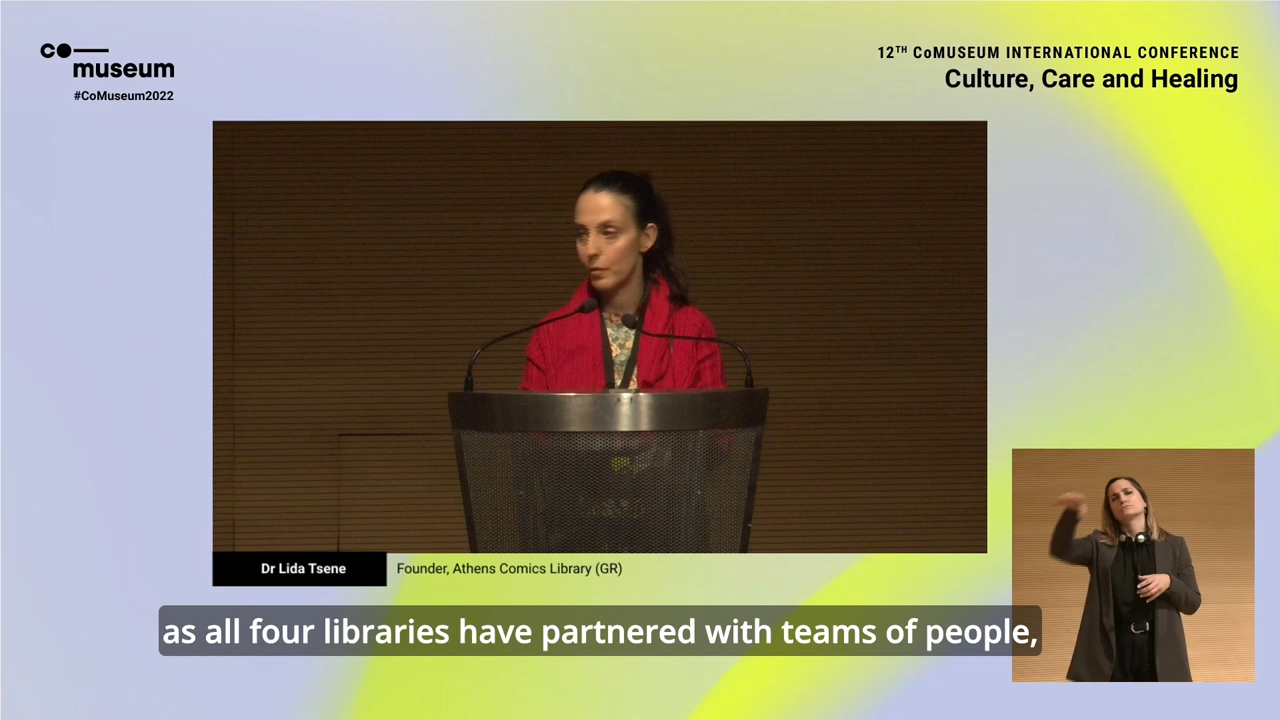 co museum
#CoMuseum2022
12TH CoMUSEUM INTERNATIONAL CONFERENCE
Culture, Care and Healing
Dr Lida Tsene
Founder, Athens Comics Library (GR)
as all four libraries have partnered with teams of people,